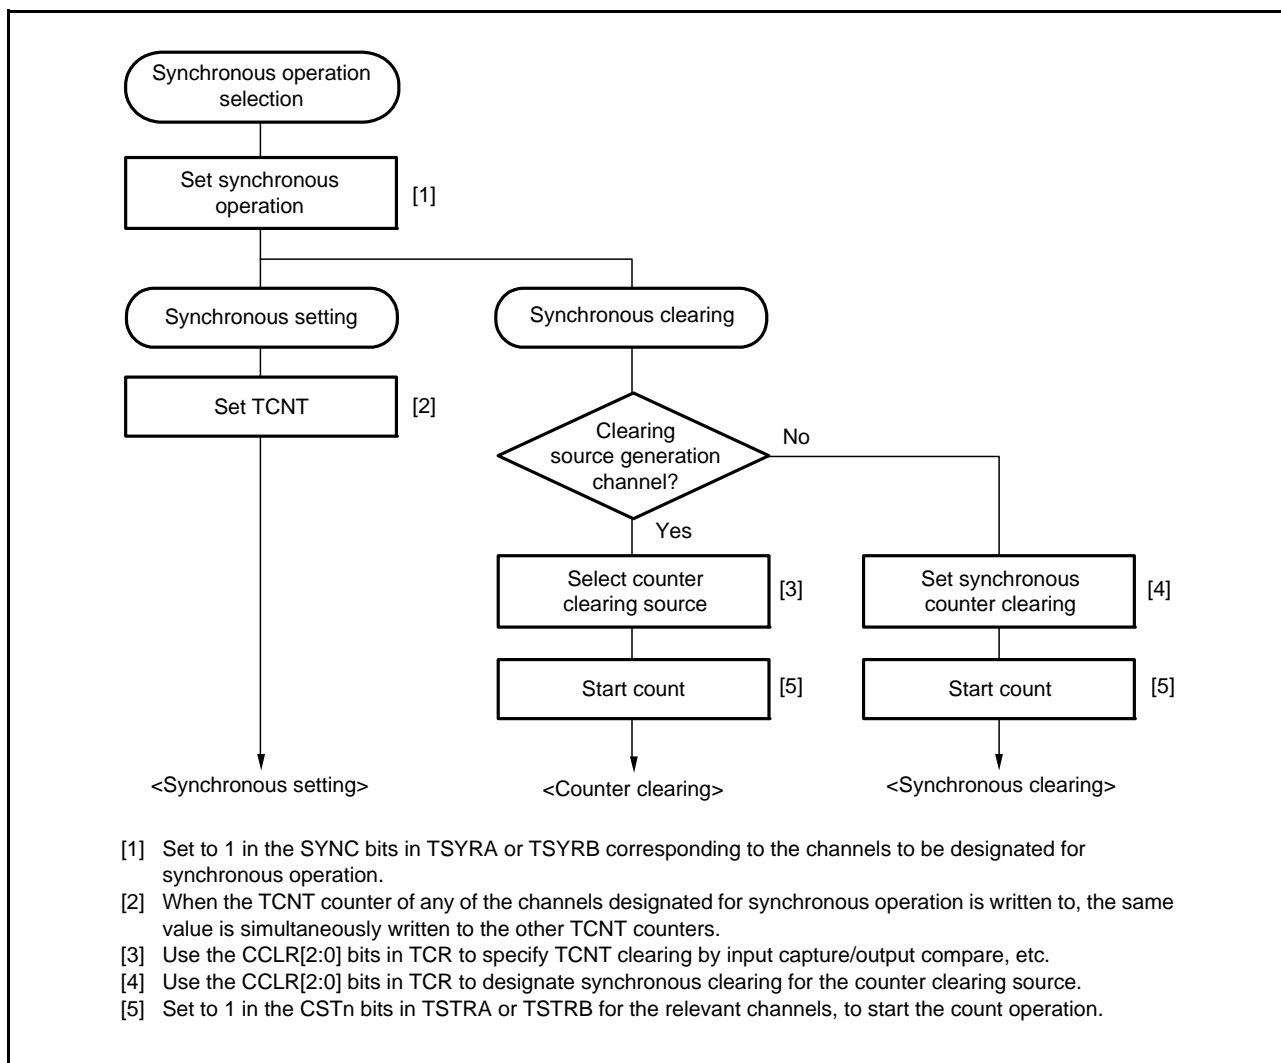 Synchronous operation
selection
Set synchronous
operation
[1]
Synchronous setting
Synchronous clearing
Set TCNT
[2]
Clearing
source generation
channel?
No
Yes
Select counter
clearing source
[3]
Set synchronous
counter clearing
[4]
Start count
[5]
Start count
[5]
<Synchronous setting>
<Counter clearing>
<Synchronous clearing>
[1] Set to 1 in the SYNC bits in TSYRA or TSYRB corresponding to the channels to be designated for
synchronous operation.
[2] When the TCNT counter of any of the channels designated for synchronous operation is written to, the same
value is simultaneously written to the other TCNT counters.
[3] Use the CCLR[2:0] bits in TCR to specify TCNT clearing by input capture/output compare, etc.
[4] Use the CCLR[2:0] bits in TCR to designate synchronous clearing for the counter clearing source.
[5] Set to 1 in the CSTn bits in TSTRA or TSTRB for the relevant channels, to start the count operation.